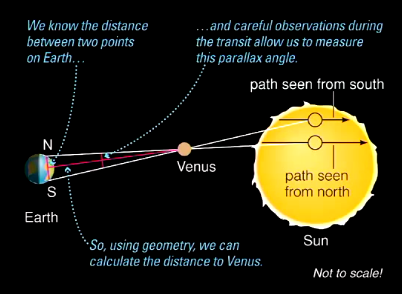 We know the distance
between two points
on Earth...
...and careful observations during
the transit allow us to measure
this parallax angle.
path seen from south
N
Venus
path seen
from north
S
Earth
Sun
So, using geometry, we can
calculate the distance to Venus.
Not to scale!